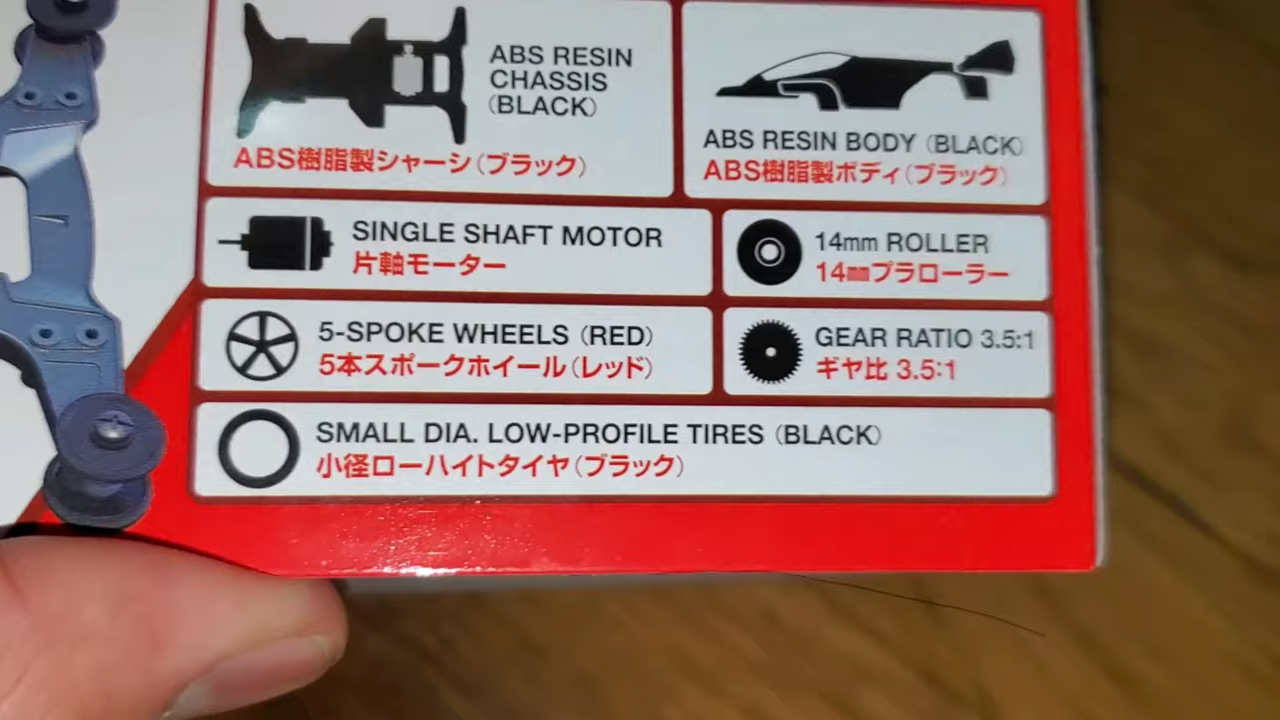 ABS RESIN
CHASSIS
(BLACK)
ABS樹脂製シャーシ(ブラック)
ABS RESIN BODY (BLACK)
ABS樹脂製ボディ(ブラック)
SINGLE SHAFT MOTOR
片軸モーター
14mm ROLLER
14㎜プラローラー
5-SPOKE WHEELS (RED)
5本スポークホイール(レッド)
GEAR RATIO 3.5:1
ギヤ比 3.5:1
SMALL DIA. LOW-PROFILE TIRES (BLACK)
小径ローハイトタイヤ(ブラック)